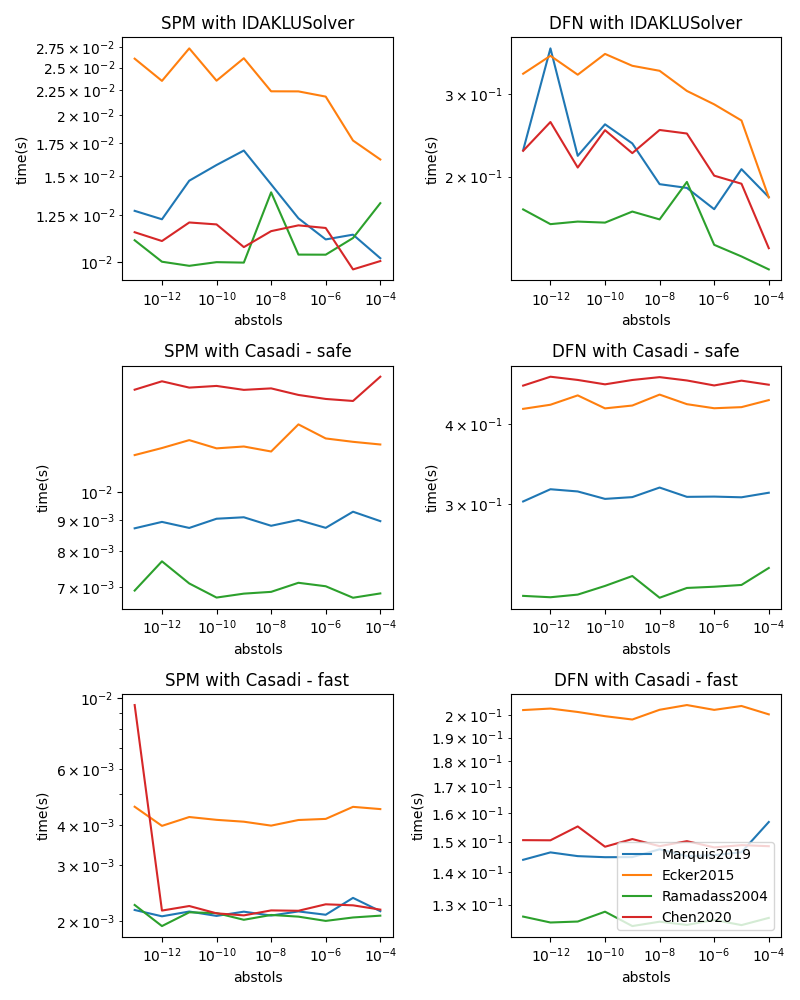 SPM with IDAKLUSolver
2.75 × 10⁻²
2.5 × 10⁻²
2.25 × 10⁻²
2 × 10⁻²
1.75 × 10⁻²
1.5 × 10⁻²
1.25 × 10⁻²
10⁻²
time(s)
10⁻¹² 10⁻¹⁰ 10⁻⁸ 10⁻⁶ 10⁻⁴
abstols
DFN with IDAKLUSolver
3 × 10⁻¹
2 × 10⁻¹
time(s)
10⁻¹² 10⁻¹⁰ 10⁻⁸ 10⁻⁶ 10⁻⁴
abstols
SPM with Casadi - safe
10⁻²
9 × 10⁻³
8 × 10⁻³
7 × 10⁻³
time(s)
10⁻¹² 10⁻¹⁰ 10⁻⁸ 10⁻⁶ 10⁻⁴
abstols
DFN with Casadi - safe
4 × 10⁻¹
3 × 10⁻¹
time(s)
10⁻¹² 10⁻¹⁰ 10⁻⁸ 10⁻⁶ 10⁻⁴
abstols
SPM with Casadi - fast
10⁻²
6 × 10⁻³
4 × 10⁻³
3 × 10⁻³
2 × 10⁻³
time(s)
10⁻¹² 10⁻¹⁰ 10⁻⁸ 10⁻⁶ 10⁻⁴
abstols
DFN with Casadi - fast
2 × 10⁻¹
1.9 × 10⁻¹
1.8 × 10⁻¹
1.7 × 10⁻¹
1.6 × 10⁻¹
1.5 × 10⁻¹
1.4 × 10⁻¹
1.3 × 10⁻¹
time(s)
Marquis2019
Ecker2015
Ramadass2004
Chen2020
10⁻¹² 10⁻¹⁰ 10⁻⁸ 10⁻⁶ 10⁻⁴
abstols